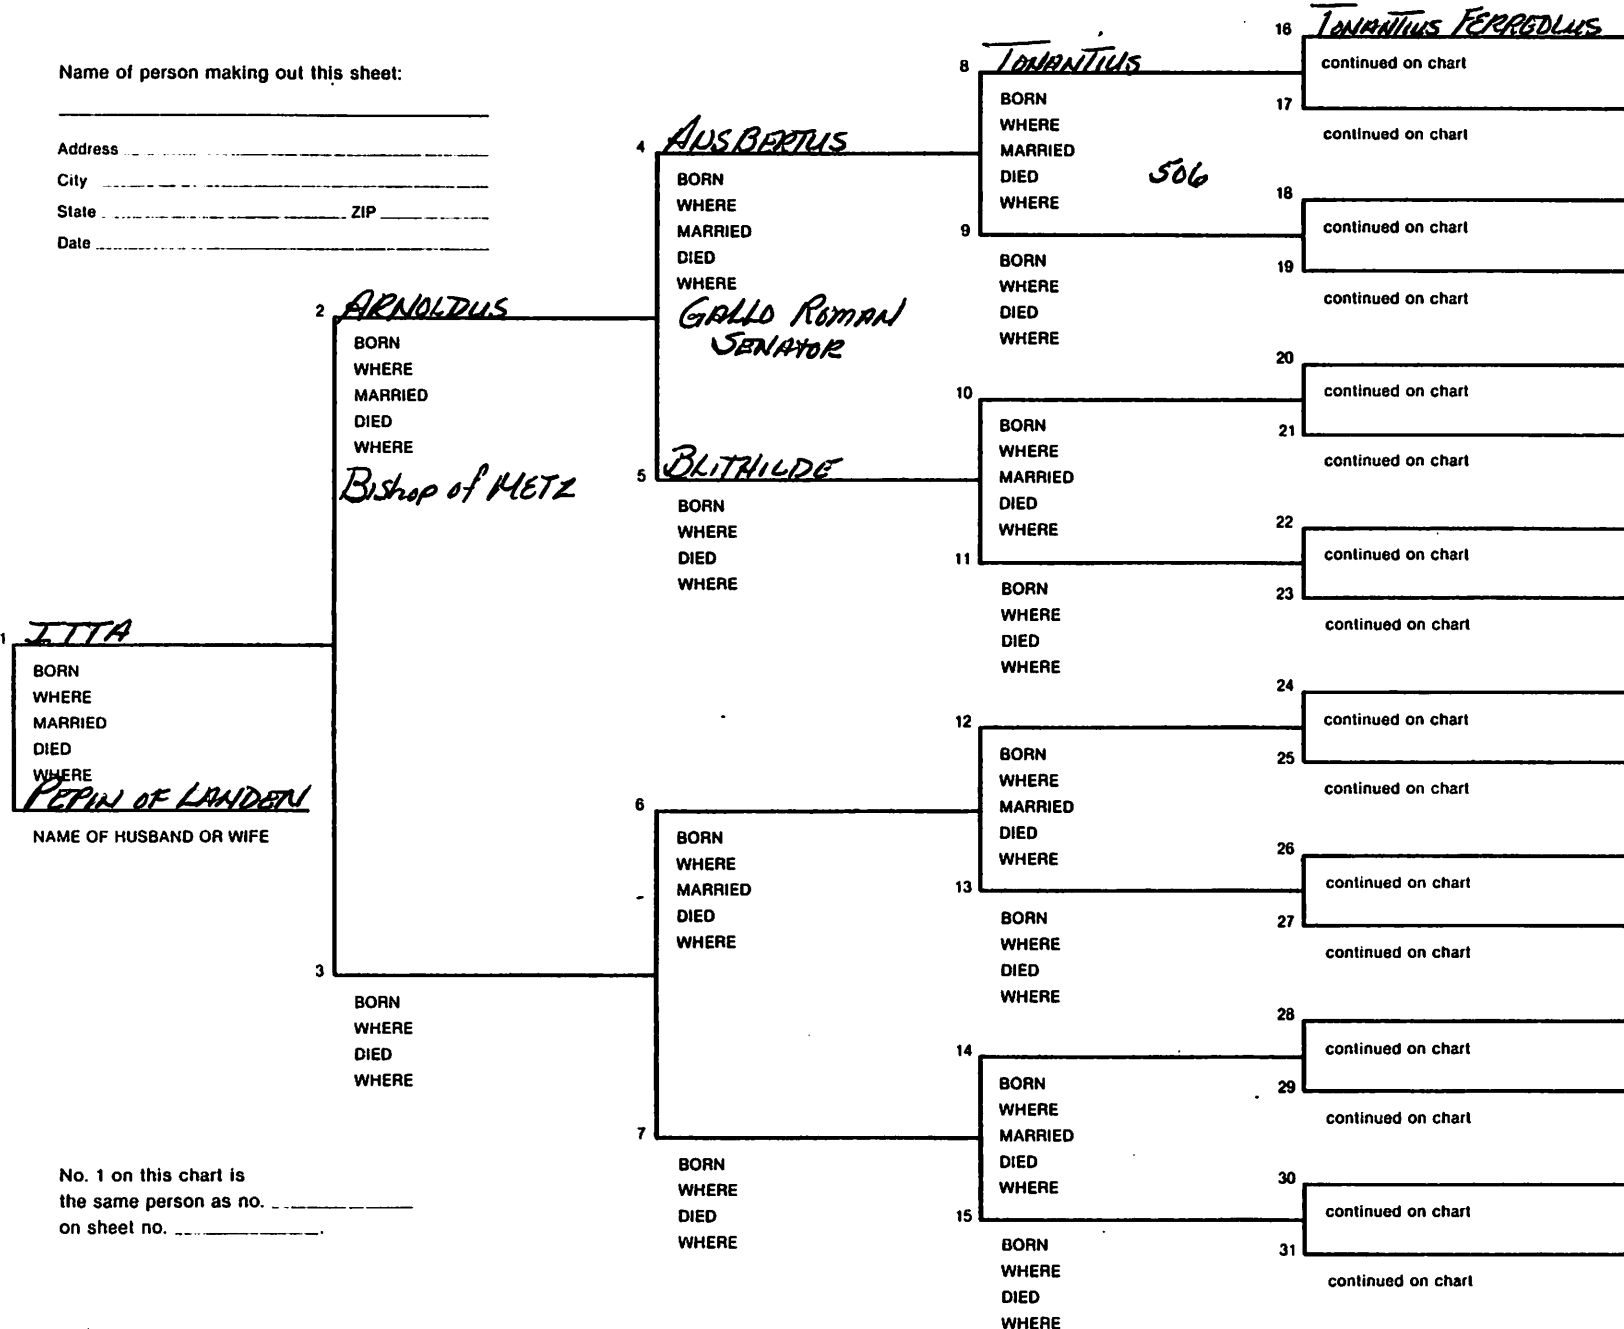 Name of person making out this sheet:
Address
City
State ZIP
Date
1 ITTA
BORN
WHERE
MARRIED
DIED
WHERE
PEPIN OF LANDEN
NAME OF HUSBAND OR WIFE
No. 1 on this chart is
the same person as no.
on sheet no. .
2 ARNOLDUS
BORN
WHERE
MARRIED
DIED
WHERE
Bishop of METZ
3
BORN
WHERE
DIED
WHERE
4 ANSBERTUS
BORN
WHERE
MARRIED
DIED
WHERE
GALLO ROMAN
SENATOR
5 BLITHILDE
BORN
WHERE
DIED
WHERE
6
BORN
WHERE
MARRIED
DIED
WHERE
7
BORN
WHERE
DIED
WHERE
8 TONANTIUS
BORN
WHERE
MARRIED
DIED 506
WHERE
9
BORN
WHERE
DIED
WHERE
10
BORN
WHERE
MARRIED
DIED
WHERE
11
BORN
WHERE
DIED
WHERE
12
BORN
WHERE
MARRIED
DIED
WHERE
13
BORN
WHERE
DIED
WHERE
14
BORN
WHERE
MARRIED
DIED
WHERE
15
BORN
WHERE
DIED
WHERE
16 TONANTIUS FERREOLUS
continued on chart
17
continued on chart
18
continued on chart
19
continued on chart
20
continued on chart
21
continued on chart
22
continued on chart
23
continued on chart
24
continued on chart
25
continued on chart
26
continued on chart
27
continued on chart
28
continued on chart
29
continued on chart
30
continued on chart
31
continued on chart